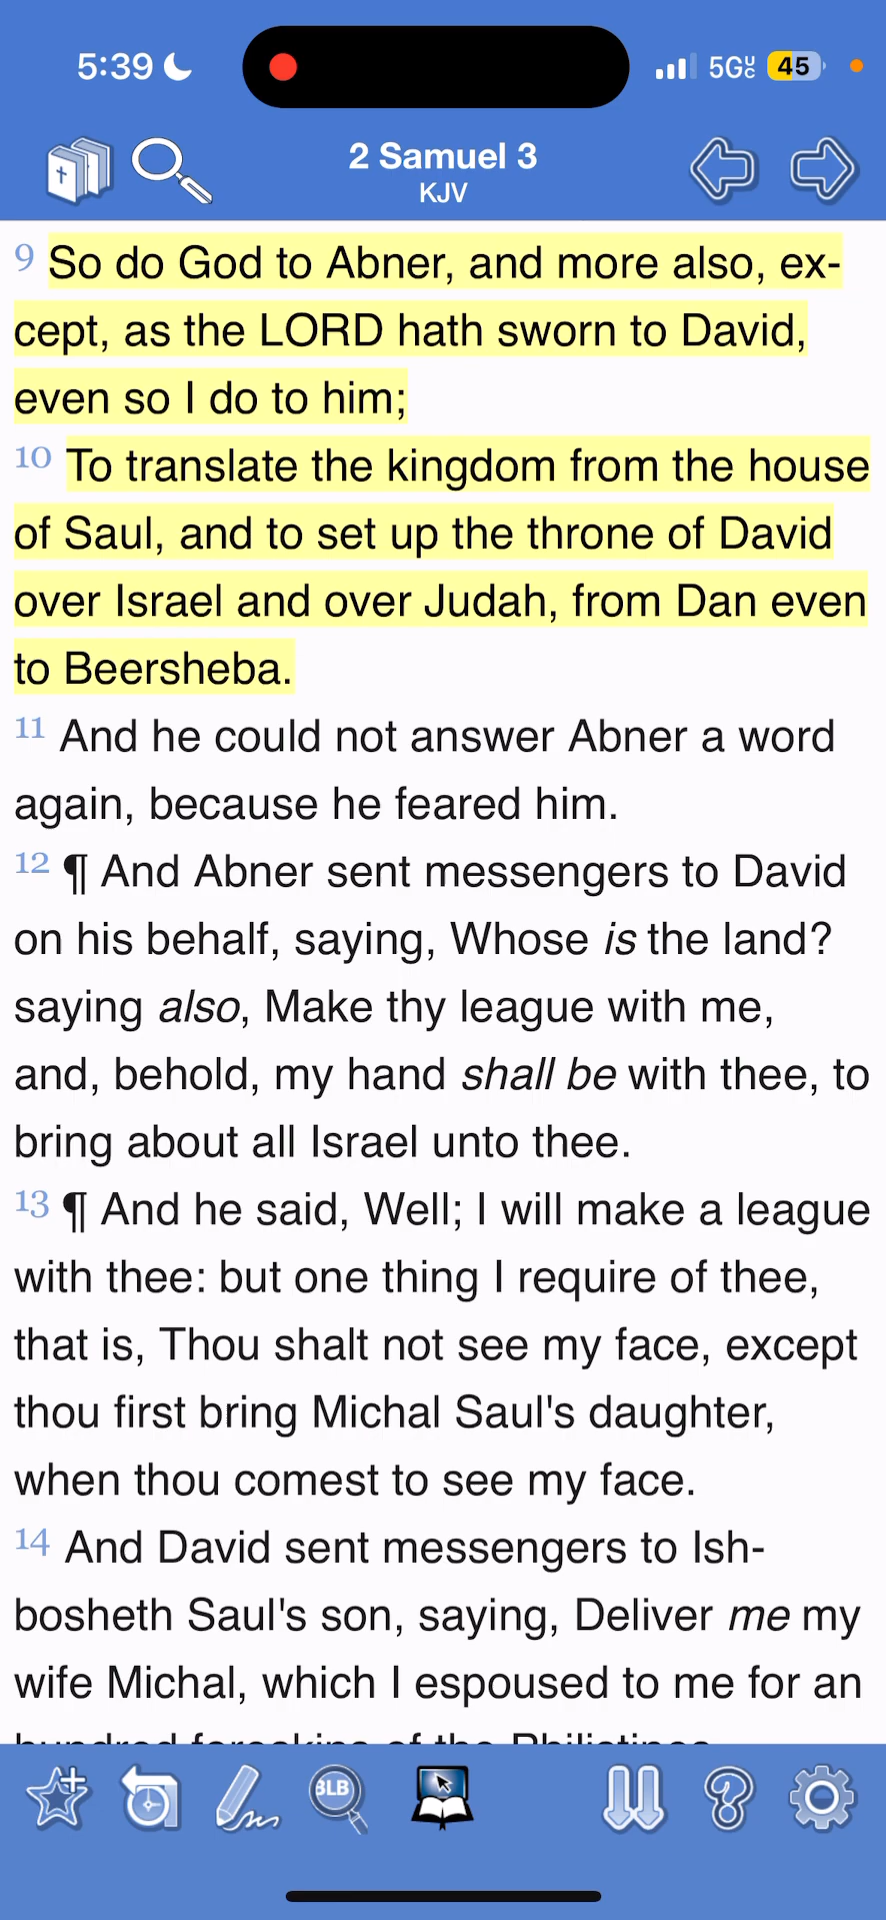 5:39
5GUC 45
2 Samuel 3
KJV
9 So do God to Abner, and more also, ex-
cept, as the LORD hath sworn to David,
even so I do to him;
10 To translate the kingdom from the house
of Saul, and to set up the throne of David
over Israel and over Judah, from Dan even
to Beersheba.
11 And he could not answer Abner a word
again, because he feared him.
12 ¶ And Abner sent messengers to David
on his behalf, saying, Whose is the land?
saying also, Make thy league with me,
and, behold, my hand shall be with thee, to
bring about all Israel unto thee.
13 ¶ And he said, Well; I will make a league
with thee: but one thing I require of thee,
that is, Thou shalt not see my face, except
thou first bring Michal Saul's daughter,
when thou comest to see my face.
14 And David sent messengers to Ish-
bosheth Saul's son, saying, Deliver me my
wife Michal, which I espoused to me for an
hundred foreskins of the Philistines.
BLB